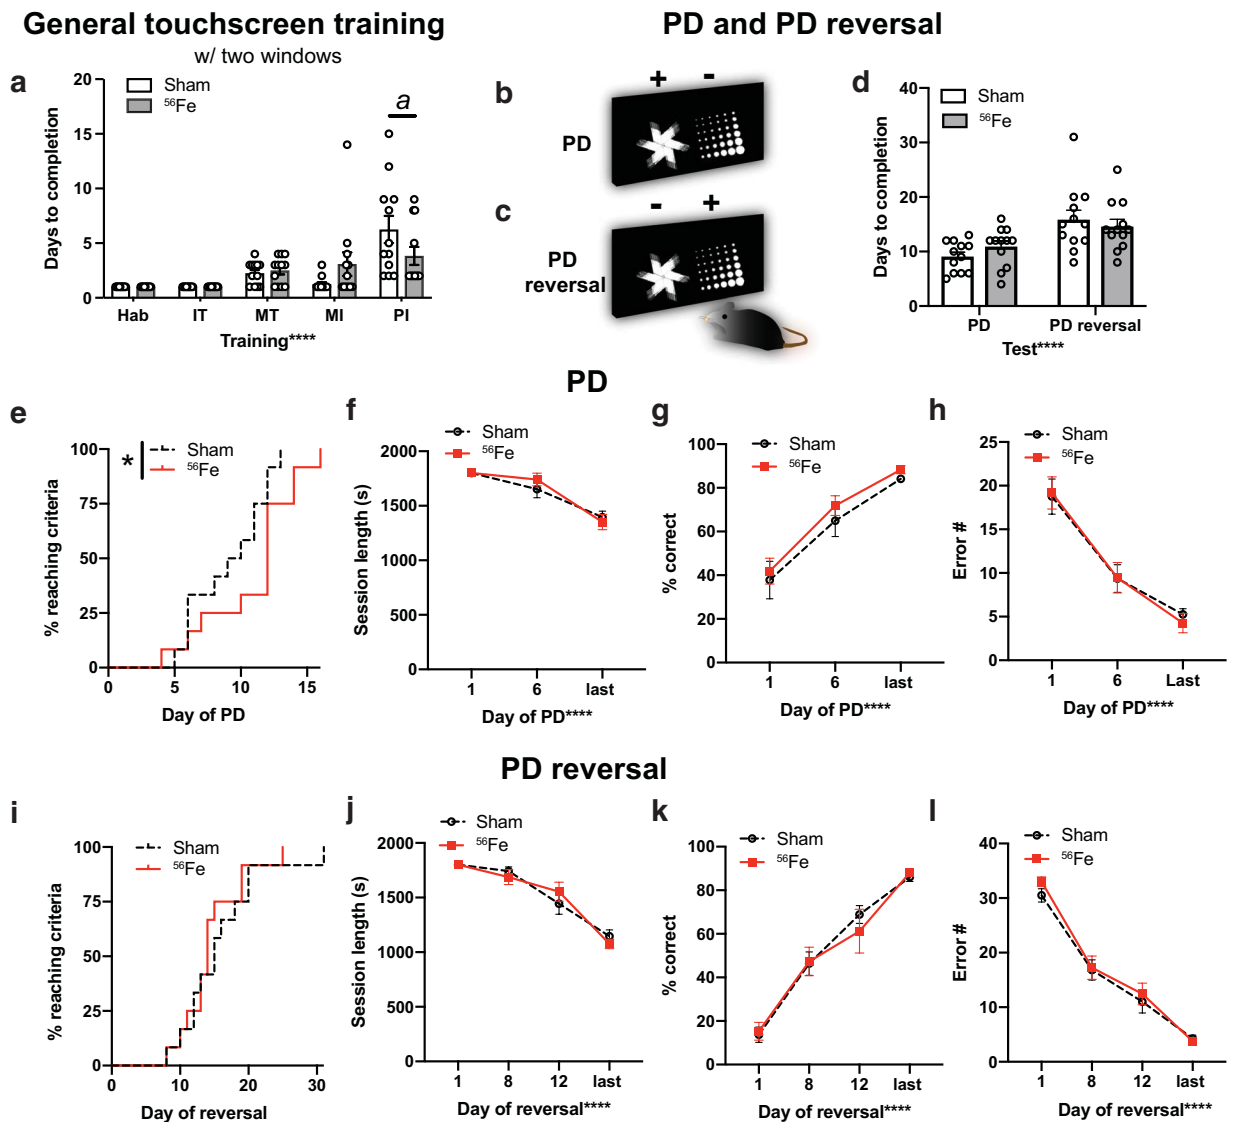 General touchscreen training
w/ two windows
PD and PD reversal
a
Sham
⁵⁶Fe
a
Days to completion
20
15
10
5
0
Hab IT MT MI PI
Training****
b
+ -
PD
c
- +
PD
reversal
d
Sham
⁵⁶Fe
Days to completion
40
30
20
10
0
PD PD reversal
Test****
PD
e
Sham
⁵⁶Fe
*
% reaching criteria
100
75
50
25
0
0 5 10 15
Day of PD
f
Sham
⁵⁶Fe
Session length (s)
2000
1500
1000
500
0
1 6 last
Day of PD****
g
Sham
⁵⁶Fe
% correct
100
80
60
40
20
0
1 6 last
Day of PD****
h
Sham
⁵⁶Fe
Error #
25
20
15
10
5
0
1 6 Last
Day of PD****
PD reversal
i
Sham
⁵⁶Fe
% reaching criteria
100
75
50
25
0
0 10 20 30
Day of reversal
j
Sham
⁵⁶Fe
Session length (s)
2000
1500
1000
500
0
1 8 12 last
Day of reversal****
k
Sham
⁵⁶Fe
% correct
100
80
60
40
20
0
1 8 12 last
Day of reversal****
l
Sham
⁵⁶Fe
Error #
40
30
20
10
0
1 8 12 last
Day of reversal****